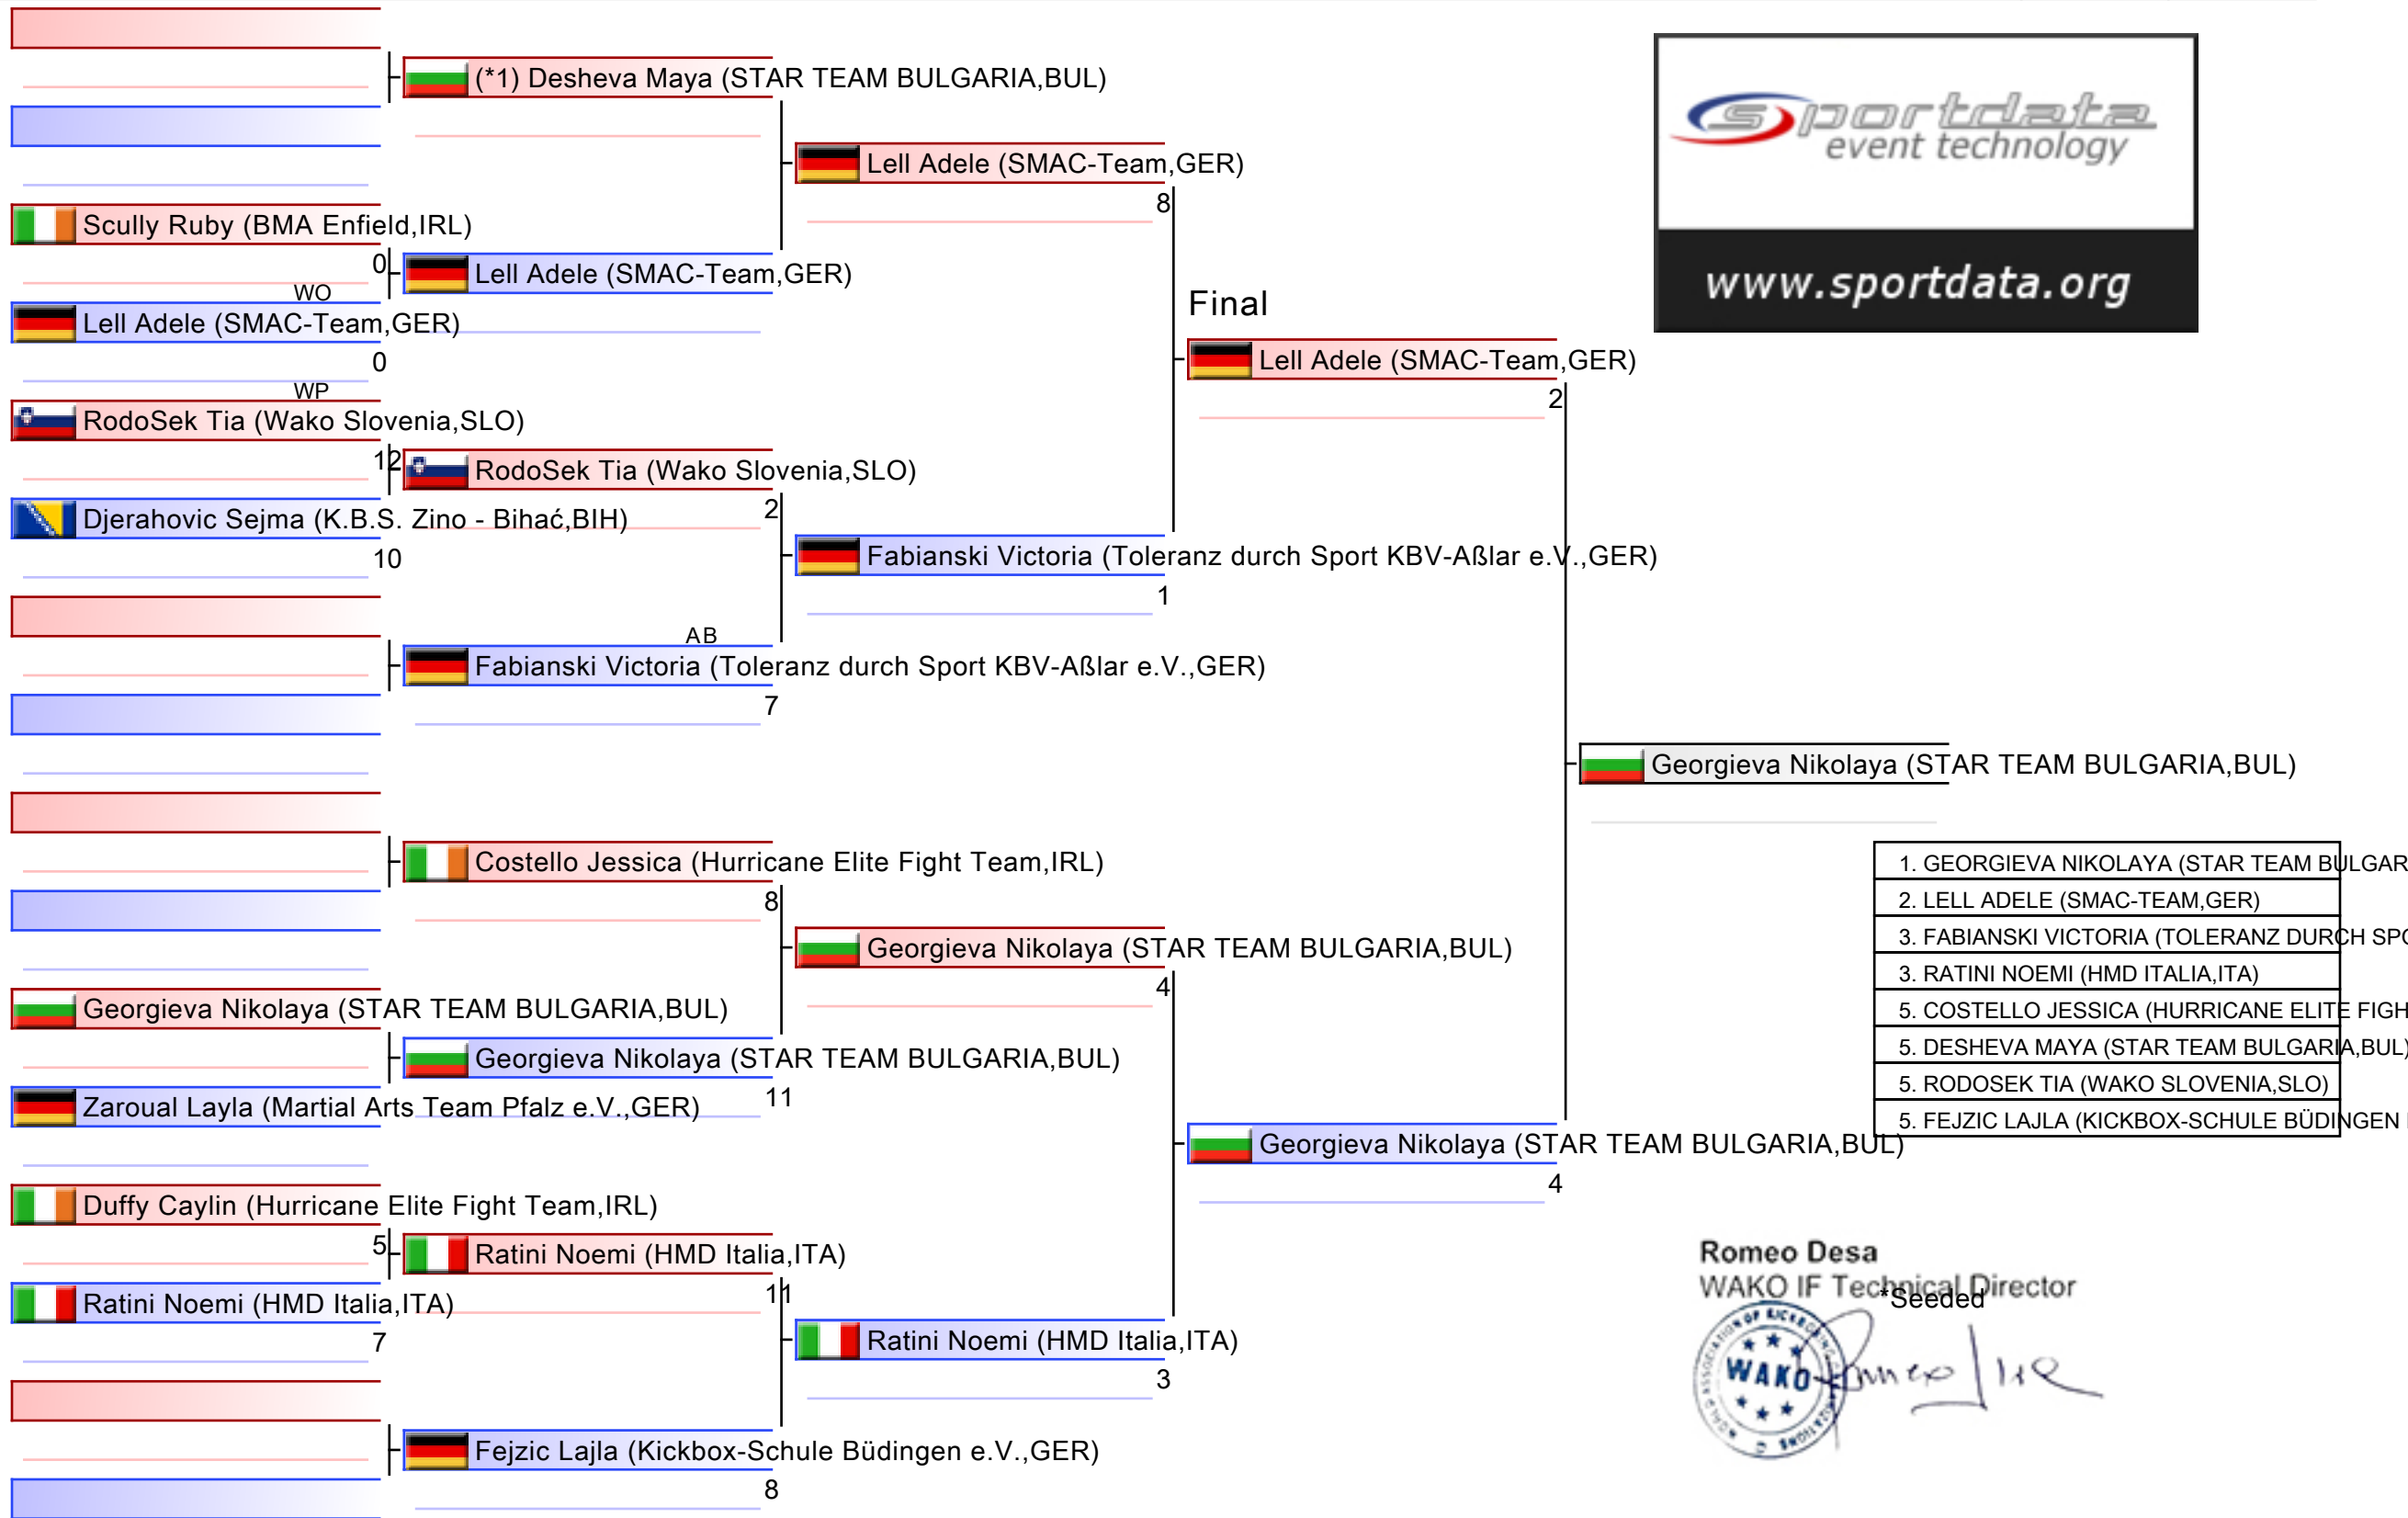 (*1) Desheva Maya (STAR TEAM BULGARIA,BUL)
Lell Adele (SMAC-Team,GER)
8
Scully Ruby (BMA Enfield,IRL)
0
Lell Adele (SMAC-Team,GER)
WO
Lell Adele (SMAC-Team,GER)
0
WP
Final
Lell Adele (SMAC-Team,GER)
2
RodoSek Tia (Wako Slovenia,SLO)
12
RodoSek Tia (Wako Slovenia,SLO)
2
Djerahovic Sejma (K.B.S. Zino - Bihać,BIH)
10
Fabianski Victoria (Toleranz durch Sport KBV-Aßlar e.V.,GER)
1
AB
Fabianski Victoria (Toleranz durch Sport KBV-Aßlar e.V.,GER)
7
Georgieva Nikolaya (STAR TEAM BULGARIA,BUL)
Costello Jessica (Hurricane Elite Fight Team,IRL)
8
Georgieva Nikolaya (STAR TEAM BULGARIA,BUL)
4
Georgieva Nikolaya (STAR TEAM BULGARIA,BUL)
Georgieva Nikolaya (STAR TEAM BULGARIA,BUL)
11
Zaroual Layla (Martial Arts Team Pfalz e.V.,GER)
Georgieva Nikolaya (STAR TEAM BULGARIA,BUL)
4
Duffy Caylin (Hurricane Elite Fight Team,IRL)
5
Ratini Noemi (HMD Italia,ITA)
11
Ratini Noemi (HMD Italia,ITA)
7
Ratini Noemi (HMD Italia,ITA)
3
Fejzic Lajla (Kickbox-Schule Büdingen e.V.,GER)
8
sportdata
event technology
www.sportdata.org
1. GEORGIEVA NIKOLAYA (STAR TEAM BULGAR
2. LELL ADELE (SMAC-TEAM,GER)
3. FABIANSKI VICTORIA (TOLERANZ DURCH SPO
3. RATINI NOEMI (HMD ITALIA,ITA)
5. COSTELLO JESSICA (HURRICANE ELITE FIGH
5. DESHEVA MAYA (STAR TEAM BULGARIA,BUL)
5. RODOSEK TIA (WAKO SLOVENIA,SLO)
5. FEJZIC LAJLA (KICKBOX-SCHULE BÜDINGEN
Romeo Desa
WAKO IF Technical Director
*Seeded
WAKO